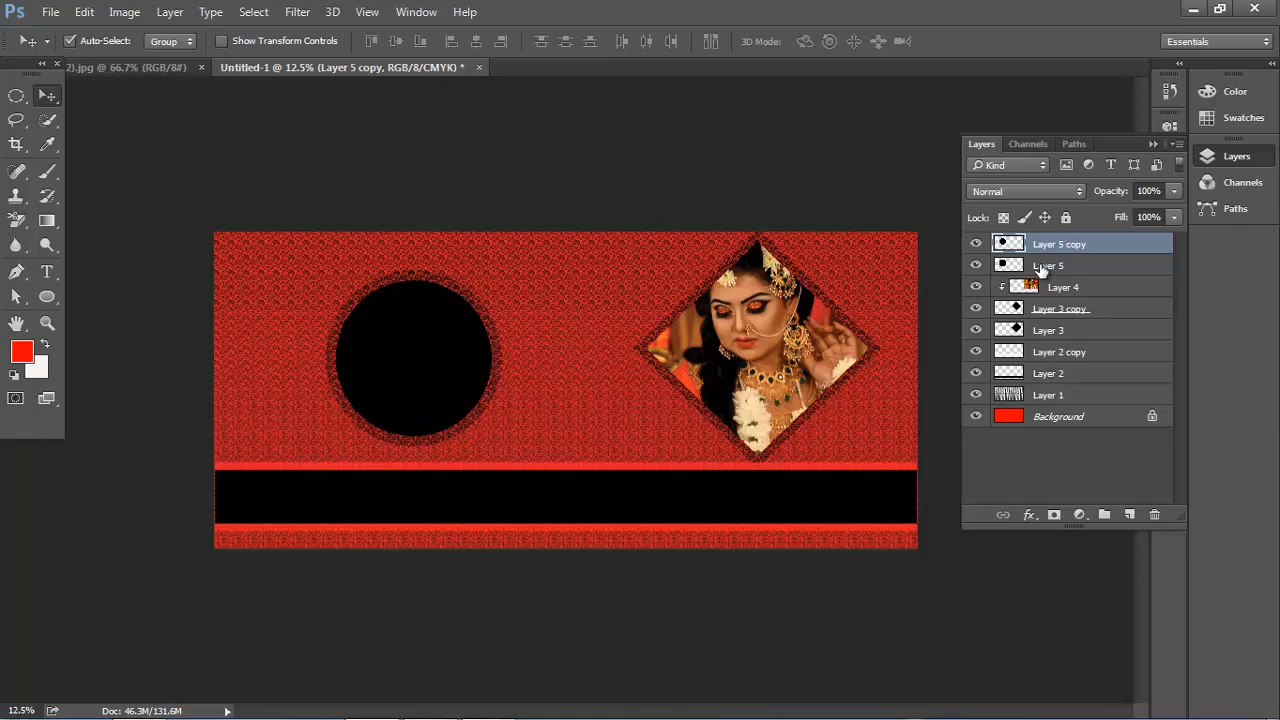 Ps File Edit Image Layer Type Select Filter 3D View Window Help
Auto-Select: Group Show Transform Controls 3D Mode: Essentials
2).jpg @ 66.7% (RGB/8#) × Untitled-1 @ 12.5% (Layer 5 copy, RGB/8/CMYK) * ×
Color
Swatches
Layers
Channels
Paths
Layers Channels Paths
Kind
Normal Opacity: 100%
Lock: Fill: 100%
Layer 5 copy
Layer 5
Layer 4
Layer 3 copy
Layer 3
Layer 2 copy
Layer 2
Layer 1
Background
fx
12.5% Doc: 46.3M/131.6M